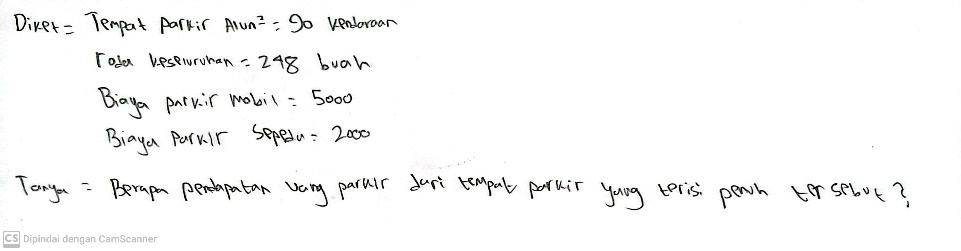 Diket = Tempat parkir Alun² = 90 kendaraan
roda keseluruhan = 248 buah
Biaya parkir mobil = 5000
Biaya Parkir Sepeda = 2000
Tanya = Berapa pendapatan uang parkir dari tempat parkir yang terisi penuh tersebut ?
CS Dipindai dengan CamScanner